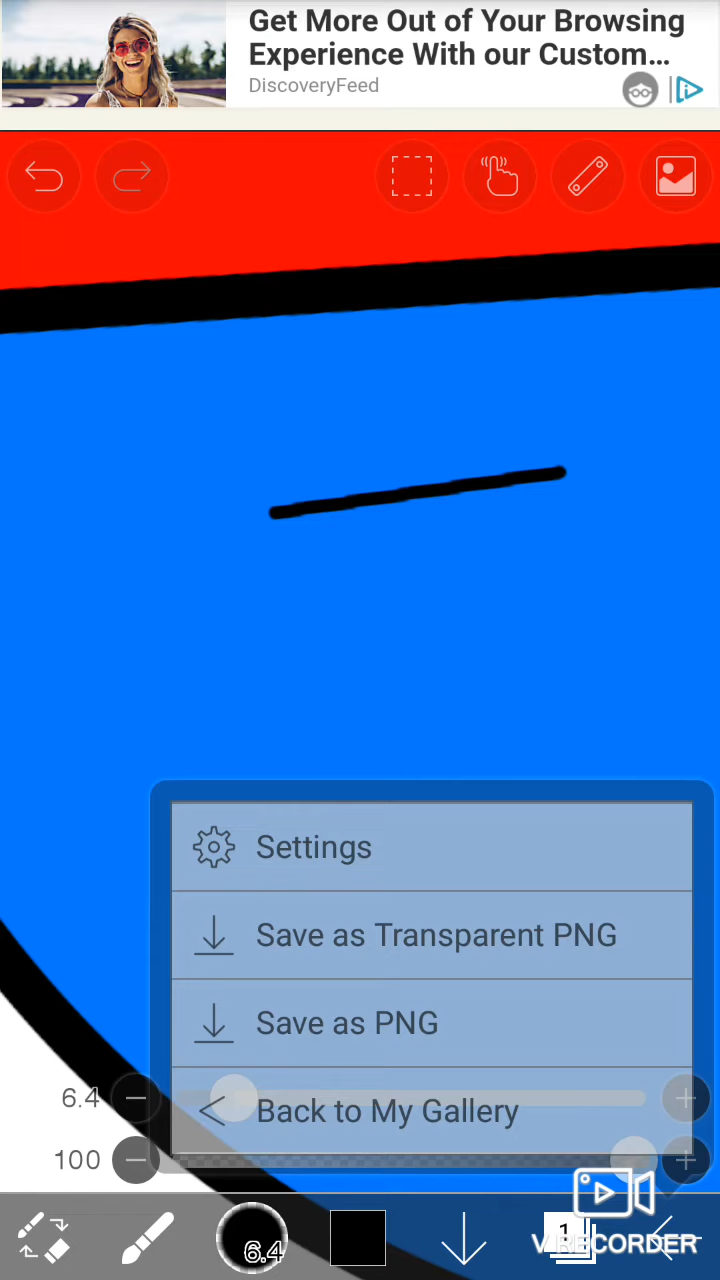 Get More Out of Your Browsing
Experience With our Custom...
DiscoveryFeed
Settings
Save as Transparent PNG
Save as PNG
6.4
Back to My Gallery
100
6.4
1
V RECORDER